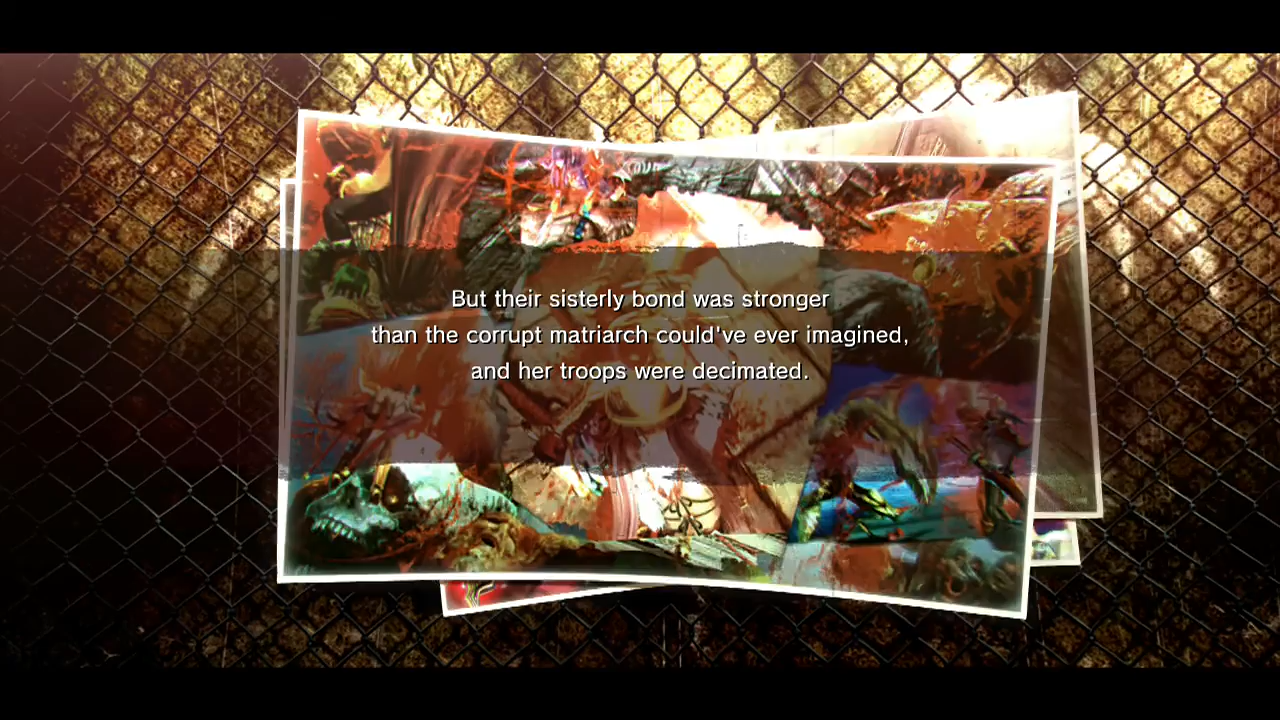 But their sisterly bond was stronger
than the corrupt matriarch could've ever imagined,
and her troops were decimated.